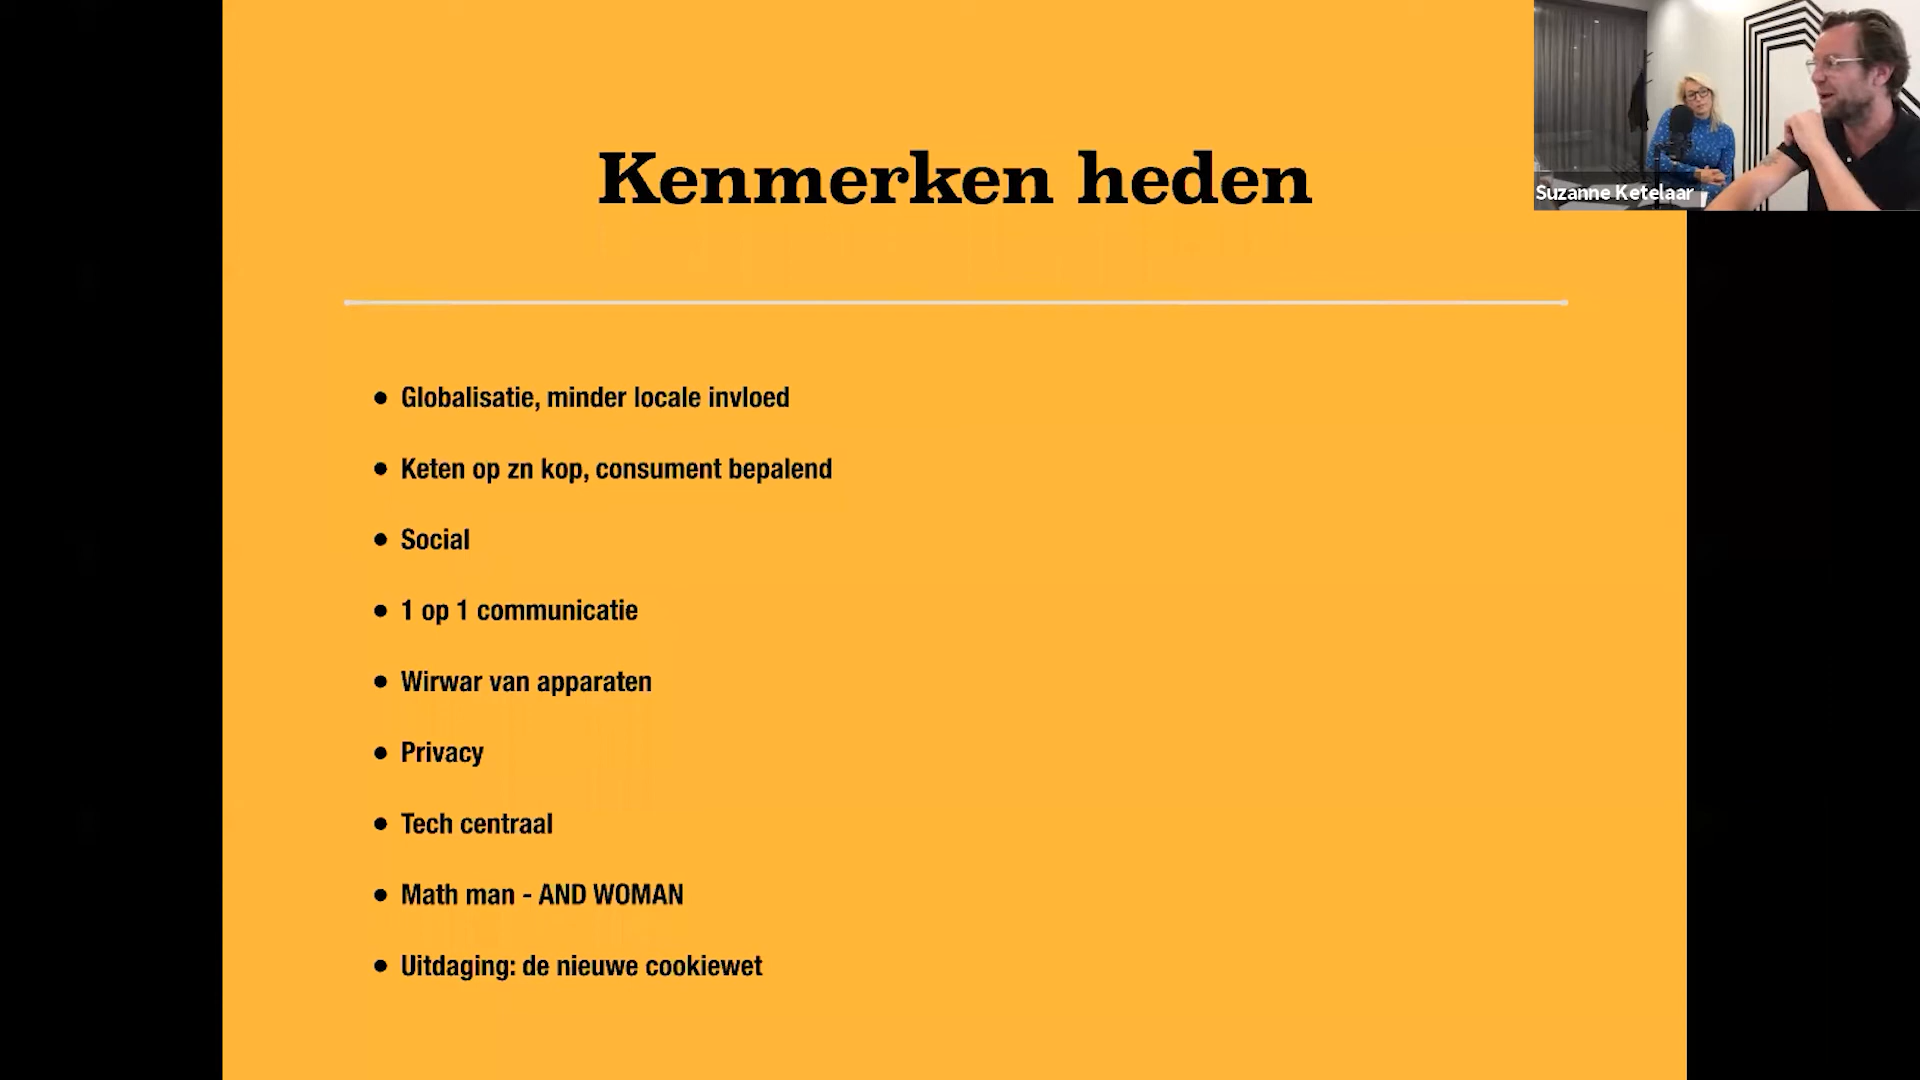 Kenmerken heden
Suzanne Ketelaar
• Globalisatie, minder locale invloed
• Keten op zn kop, consument bepalend
• Social
• 1 op 1 communicatie
• Wirwar van apparaten
• Privacy
• Tech centraal
• Math man - AND WOMAN
• Uitdaging: de nieuwe cookiewet